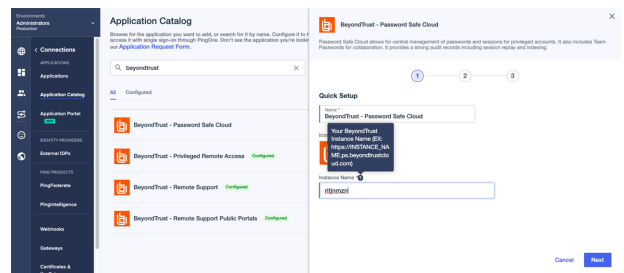 Environments
Administrators
Production
Connections
APPLICATIONS
Applications
Application Catalog
Application Portal
NEW
IDENTITY PROVIDERS
External IDPs
PING PRODUCTS
PingFederate
PingIntelligence
Webhooks
Gateways
Certificates &
Application Catalog
Browse for the application you want to add, or search for it by name. Configure it to
access it with single sign-on through PingOne. Don't see the application you're look
our Application Request Form.
beyondtrust
All Configured
BeyondTrust - Password Safe Cloud
BeyondTrust - Privileged Remote Access Configured
BeyondTrust - Remote Support Configured
BeyondTrust - Remote Support Public Portals Configured
BeyondTrust - Password Safe Cloud
Password Safe Cloud allows for central management of passwords and sessions for privileged accounts. It also includes Team
Passwords for collaboration. It provides a strong audit records including session replay and indexing.
1 2 3
Quick Setup
Name *
BeyondTrust - Password Safe Cloud
Your BeyondTrust
Instance Name (EX:
https://INSTANCE_NA
ME.ps.beyondtrustclo
ud.com)
Instance Name *
Cancel Next